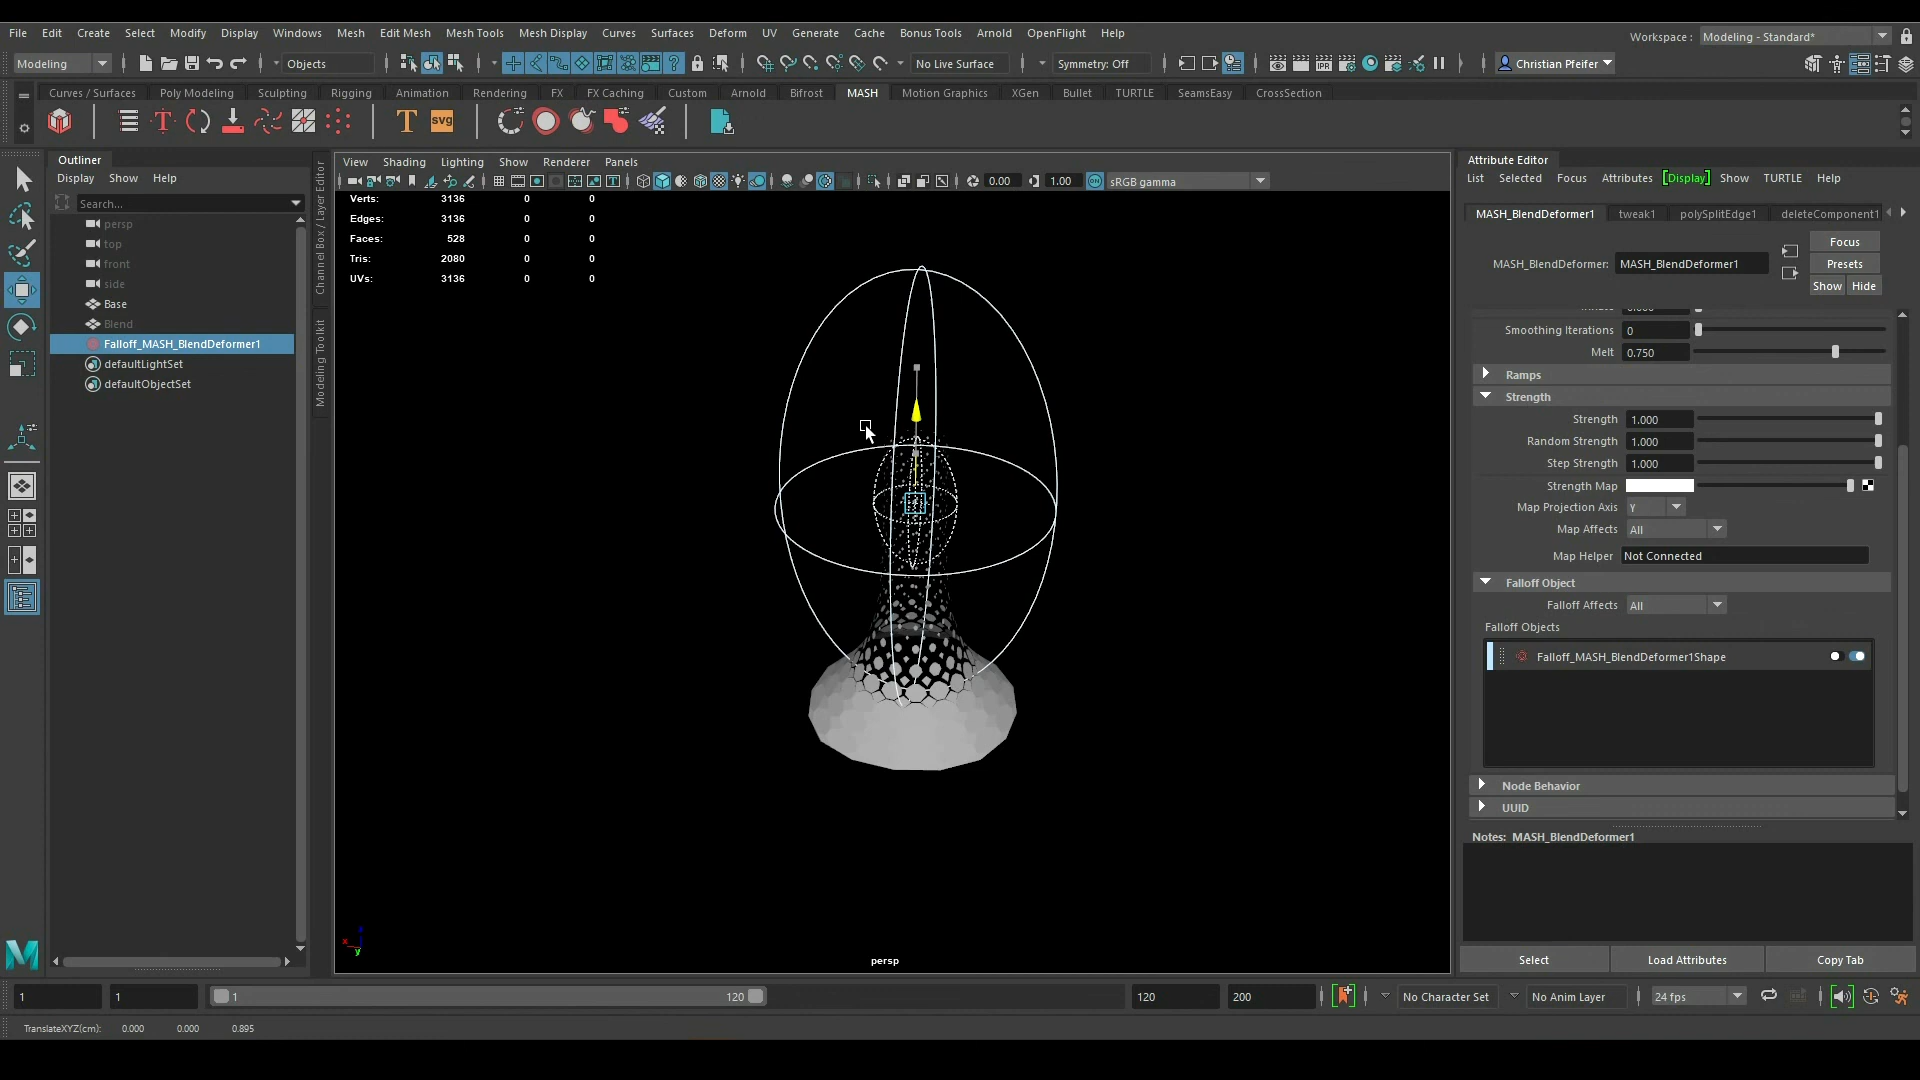 File Edit Create Select Modify Display Windows Mesh Edit Mesh Mesh Tools Mesh Display Curves Surfaces Deform UV Generate Cache Bonus Tools Arnold OpenFlight Help
Workspace : Modeling - Standard*
Modeling Objects No Live Surface Symmetry: Off Christian Pfeifer
IPR
Curves / Surfaces Poly Modeling Sculpting Rigging Animation Rendering FX FX Caching Custom Arnold Bifrost MASH Motion Graphics XGen Bullet TURTLE SeamsEasy CrossSection
T T svg
Outliner
Display Show Help
Search...
persp
top
front
side
Base
Blend
Falloff_MASH_BlendDeformer1
defaultLightSet
defaultObjectSet
Channel Box / Layer Editor
Modeling Toolkit
View Shading Lighting Show Renderer Panels
0.00 1.00 ON sRGB gamma
Verts: 3136 0 0
Edges: 3136 0 0
Faces: 528 0 0
Tris: 2080 0 0
UVs: 3136 0 0
x
y
persp
Attribute Editor
List Selected Focus Attributes Display Show TURTLE Help
MASH_BlendDeformer1 tweak1 polySplitEdge1 deleteComponent1
MASH_BlendDeformer: MASH_BlendDeformer1
Focus
Presets
Show Hide
Smoothing Iterations 0
Melt 0.750
Ramps
Strength
Strength 1.000
Random Strength 1.000
Step Strength 1.000
Strength Map
Map Projection Axis Y
Map Affects All
Map Helper Not Connected
Falloff Object
Falloff Affects All
Falloff Objects
Falloff_MASH_BlendDeformer1Shape
Node Behavior
UUID
Notes: MASH_BlendDeformer1
Select Load Attributes Copy Tab
1 1 1 120 120 200 No Character Set No Anim Layer 24 fps
TranslateXYZ(cm): 0.000 0.000 0.895
M